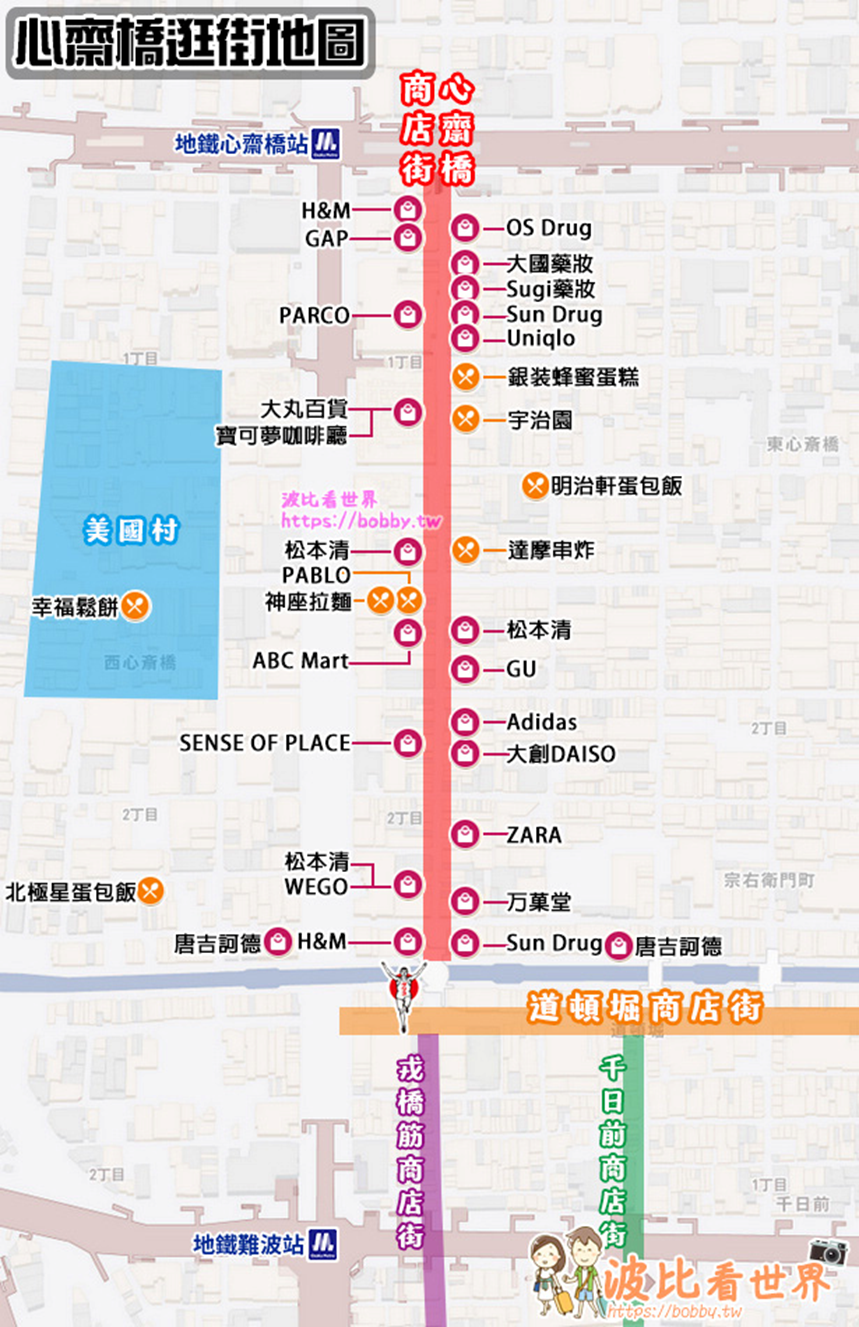 心齋橋逛街地圖
心齋橋
商店街
地鐵心齋橋站
H&M
GAP
OS Drug
大國藥妝
Sugi藥妝
PARCO
Sun Drug
Uniqlo
1丁目
1丁目
銀装蜂蜜蛋糕
大丸百貨
寶可夢咖啡廳
宇治園
東心斎橋
明治軒蛋包飯
波比看世界
https://bobby.tw
美國村
松本清
達摩串炸
PABLO
神座拉麵
幸福鬆餅
松本清
西心斎橋
ABC Mart
GU
Adidas
2丁目
SENSE OF PLACE
大創DAISO
2丁目
2丁目
ZARA
松本清
WEGO
宗右衛門町
北極星蛋包飯
万菓堂
唐吉訶德
H&M
Sun Drug
唐吉訶德
道頓堀商店街
道頓堀
戎橋筋商店街
千日前商店街
2丁目
1丁目
千日前
地鐵難波站
波比看世界
https://bobby.tw